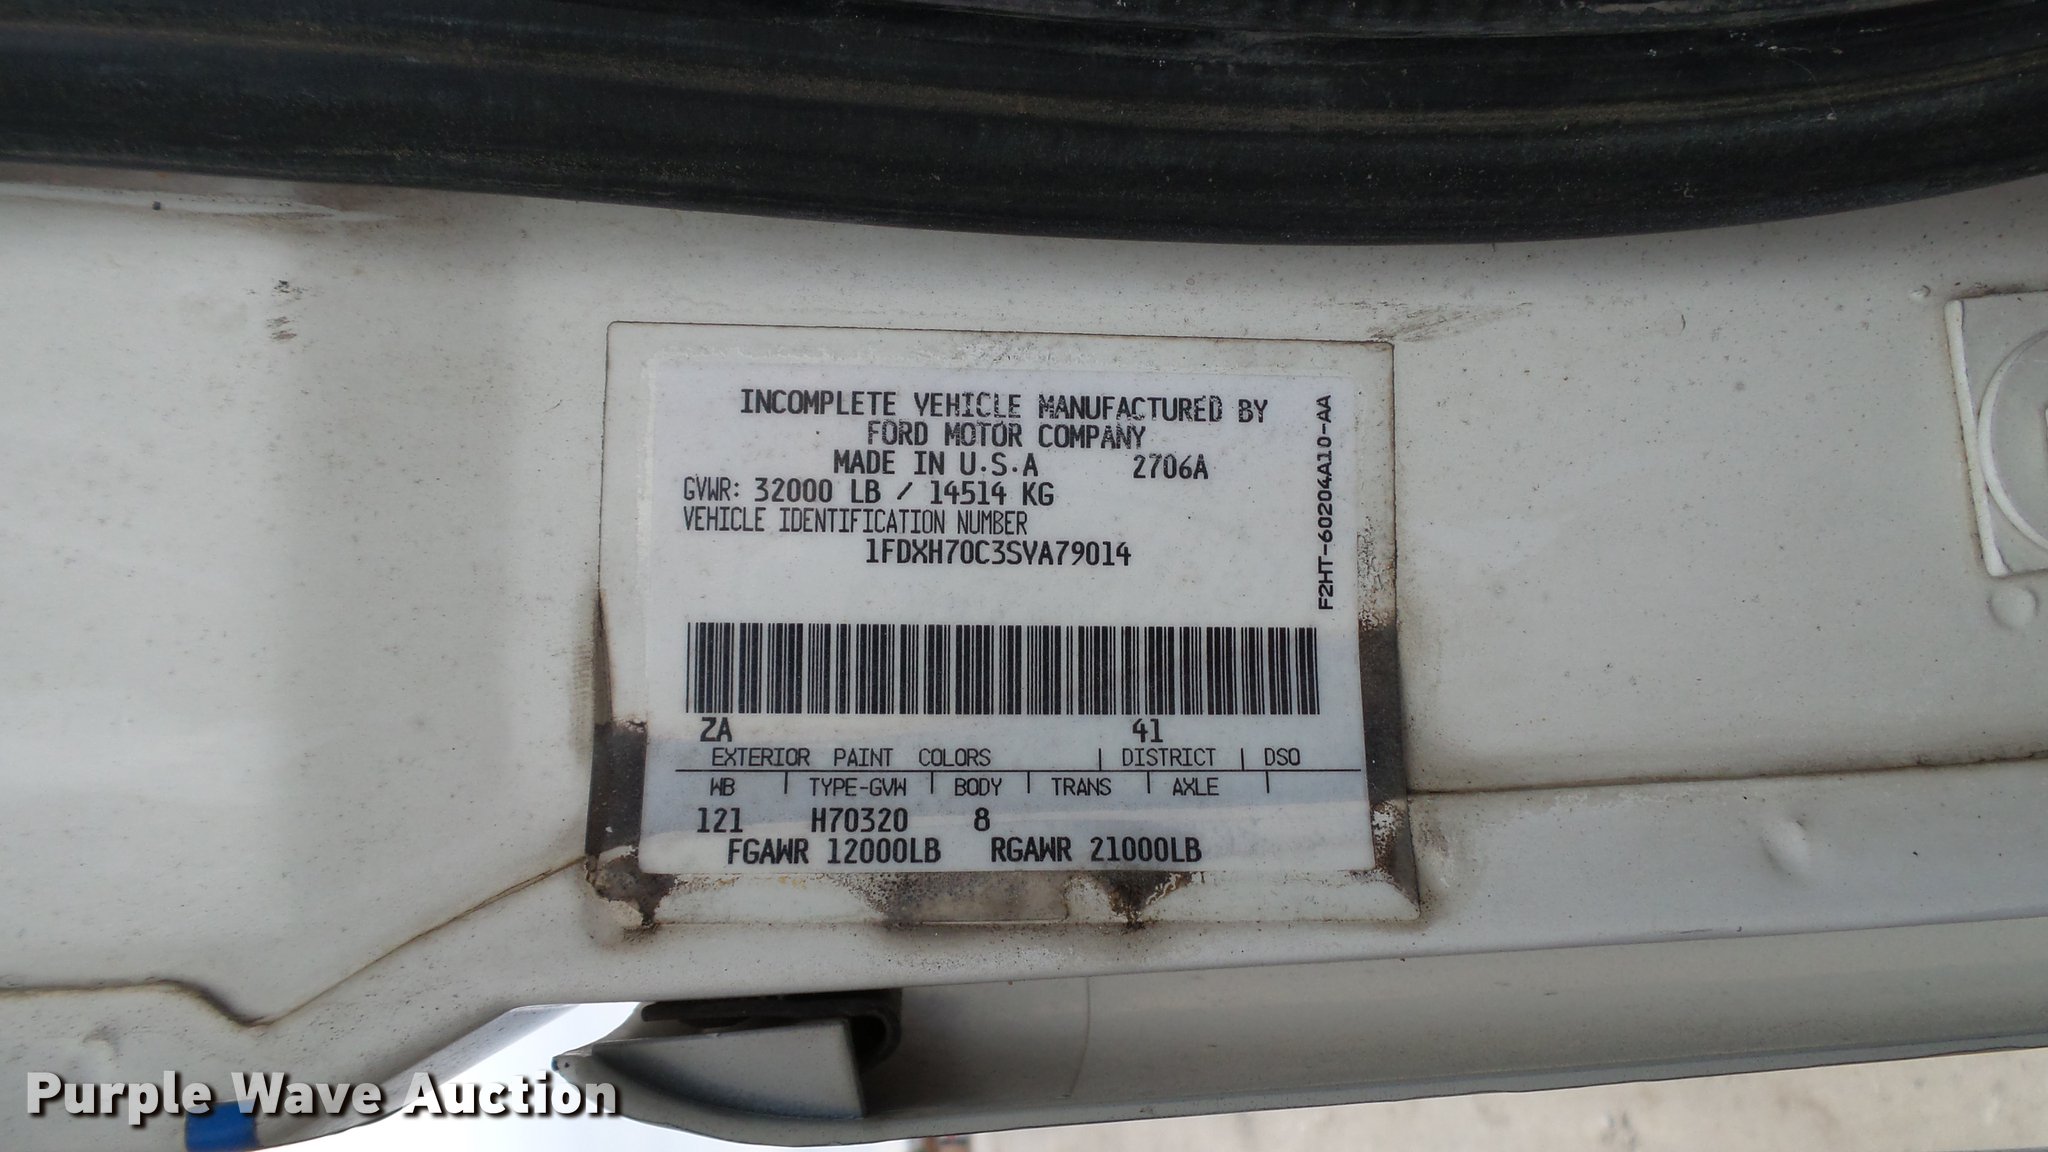 INCOMPLETE VEHICLE MANUFACTURED BY
FORD MOTOR COMPANY
MADE IN U.S.A 2706A
GVWR: 32000 LB / 14514 KG
VEHICLE IDENTIFICATION NUMBER
1FDXH70C3SVA79014
F2HT-60204A10-AA
ZA 41
EXTERIOR PAINT COLORS | DISTRICT | DSO
WB | TYPE-GVW | BODY | TRANS | AXLE |
121 H70320 8
FGAWR 12000LB RGAWR 21000LB
Purple Wave Auction